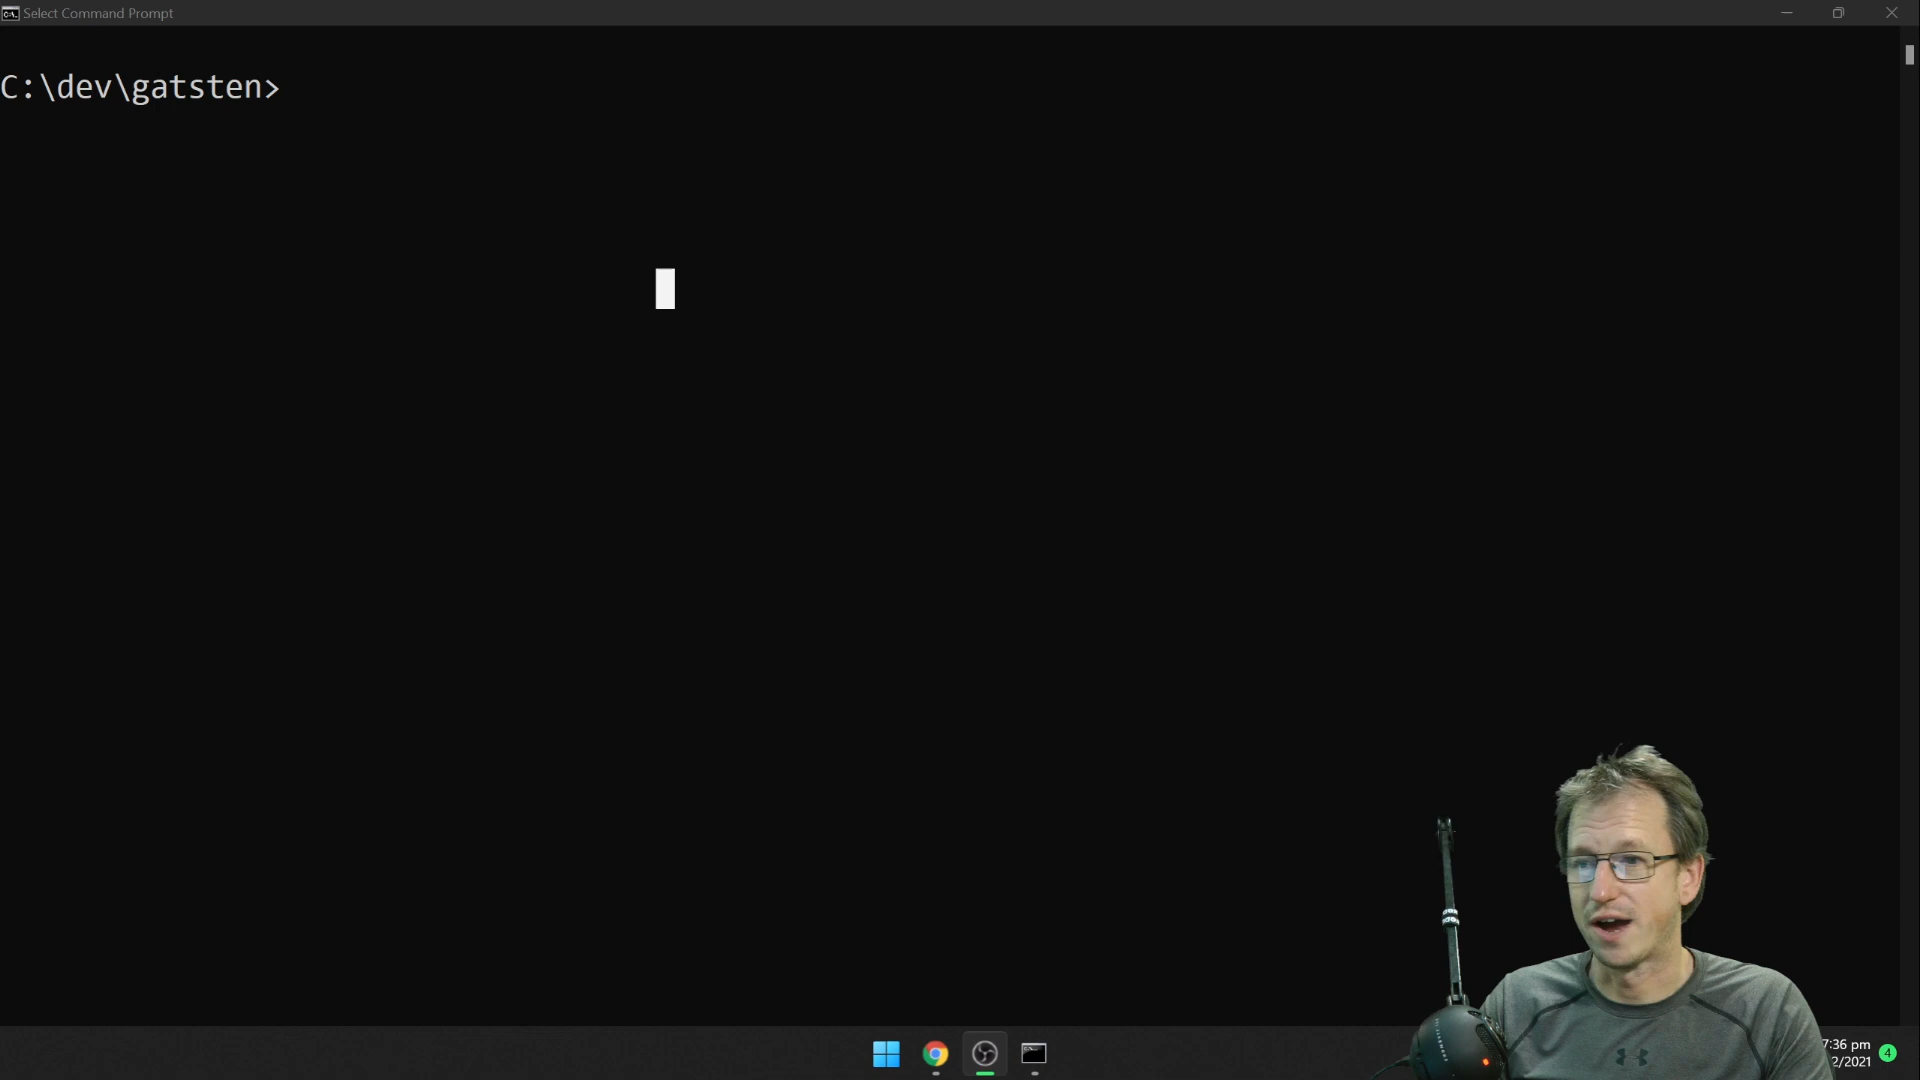 Select Command Prompt
C:\dev\gatsten>
7:36 pm
2/2021
4